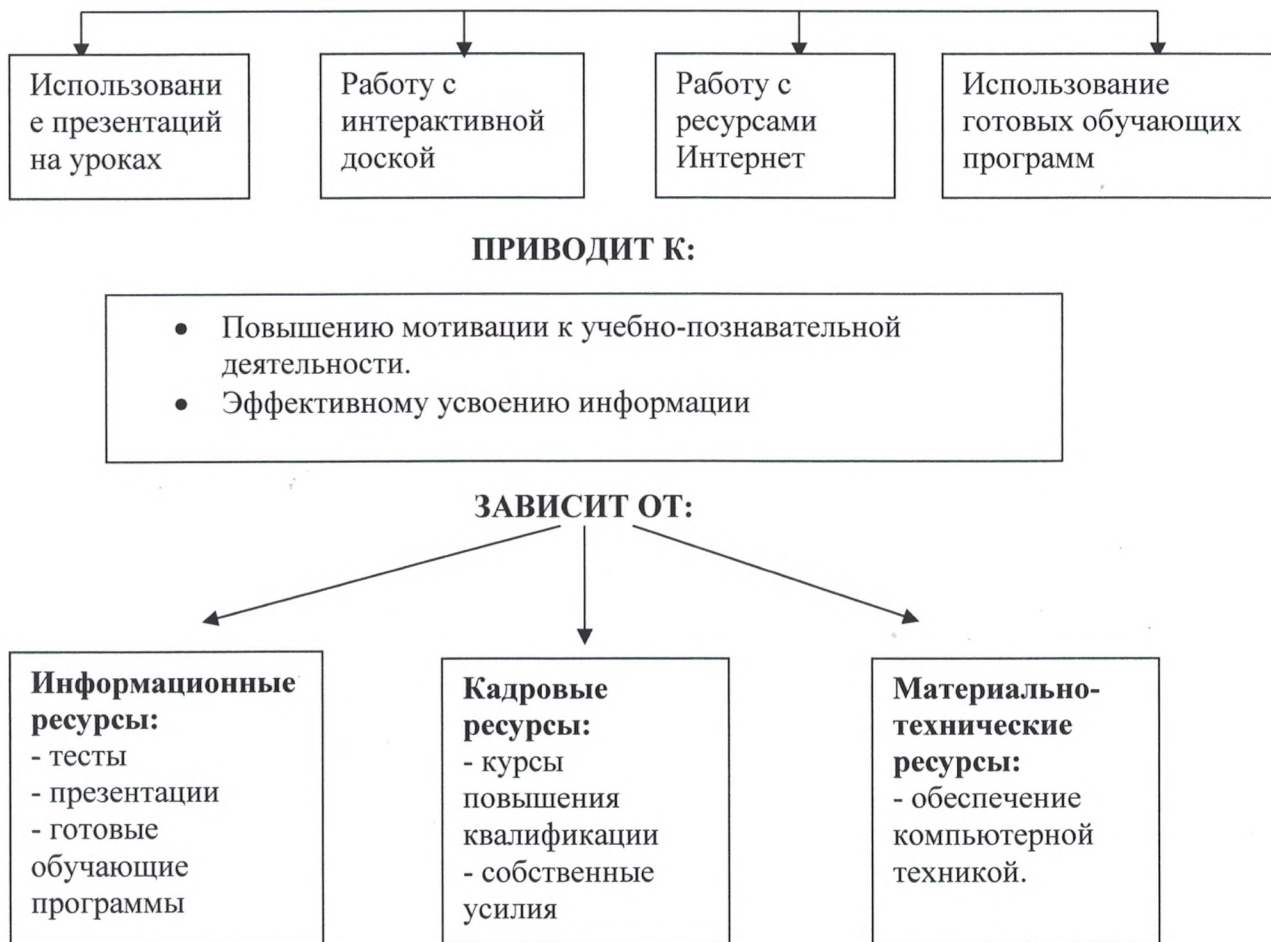 Использовани
е презентаций
на уроках
Работу с
интерактивной
доской
Работу с
ресурсами
Интернет
Использование
готовых обучающих
программ
ПРИВОДИТ К:
• Повышению мотивации к учебно-познавательной
деятельности.
• Эффективному усвоению информации
ЗАВИСИТ ОТ:
Информационные
ресурсы:
- тесты
- презентации
- готовые
обучающие
программы
Кадровые
ресурсы:
- курсы
повышения
квалификации
- собственные
усилия
Материально-
технические
ресурсы:
- обеспечение
компьютерной
техникой.